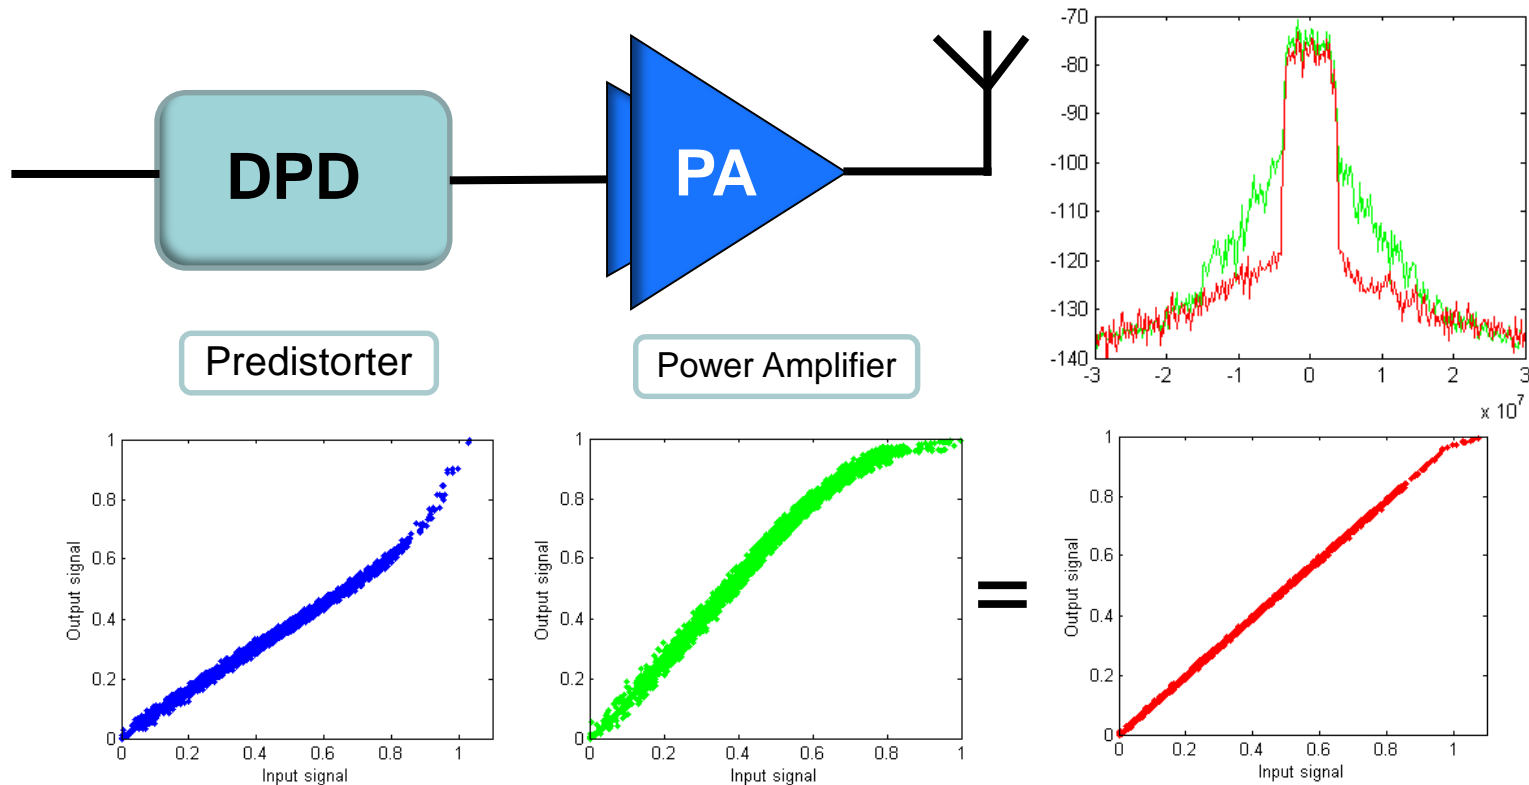 DPD
PA
Predistorter
Power Amplifier
-70
-80
-90
-100
-110
-120
-130
-140
-3 -2 -1 0 1 2 3
x 10^7
1
0.8
0.6
0.4
0.2
0
0 0.2 0.4 0.6 0.8 1
Output signal
Input signal
1
0.8
0.6
0.4
0.2
0
0 0.2 0.4 0.6 0.8 1
Output signal
Input signal
=
1
0.8
0.6
0.4
0.2
0
0 0.2 0.4 0.6 0.8 1
Output signal
Input signal